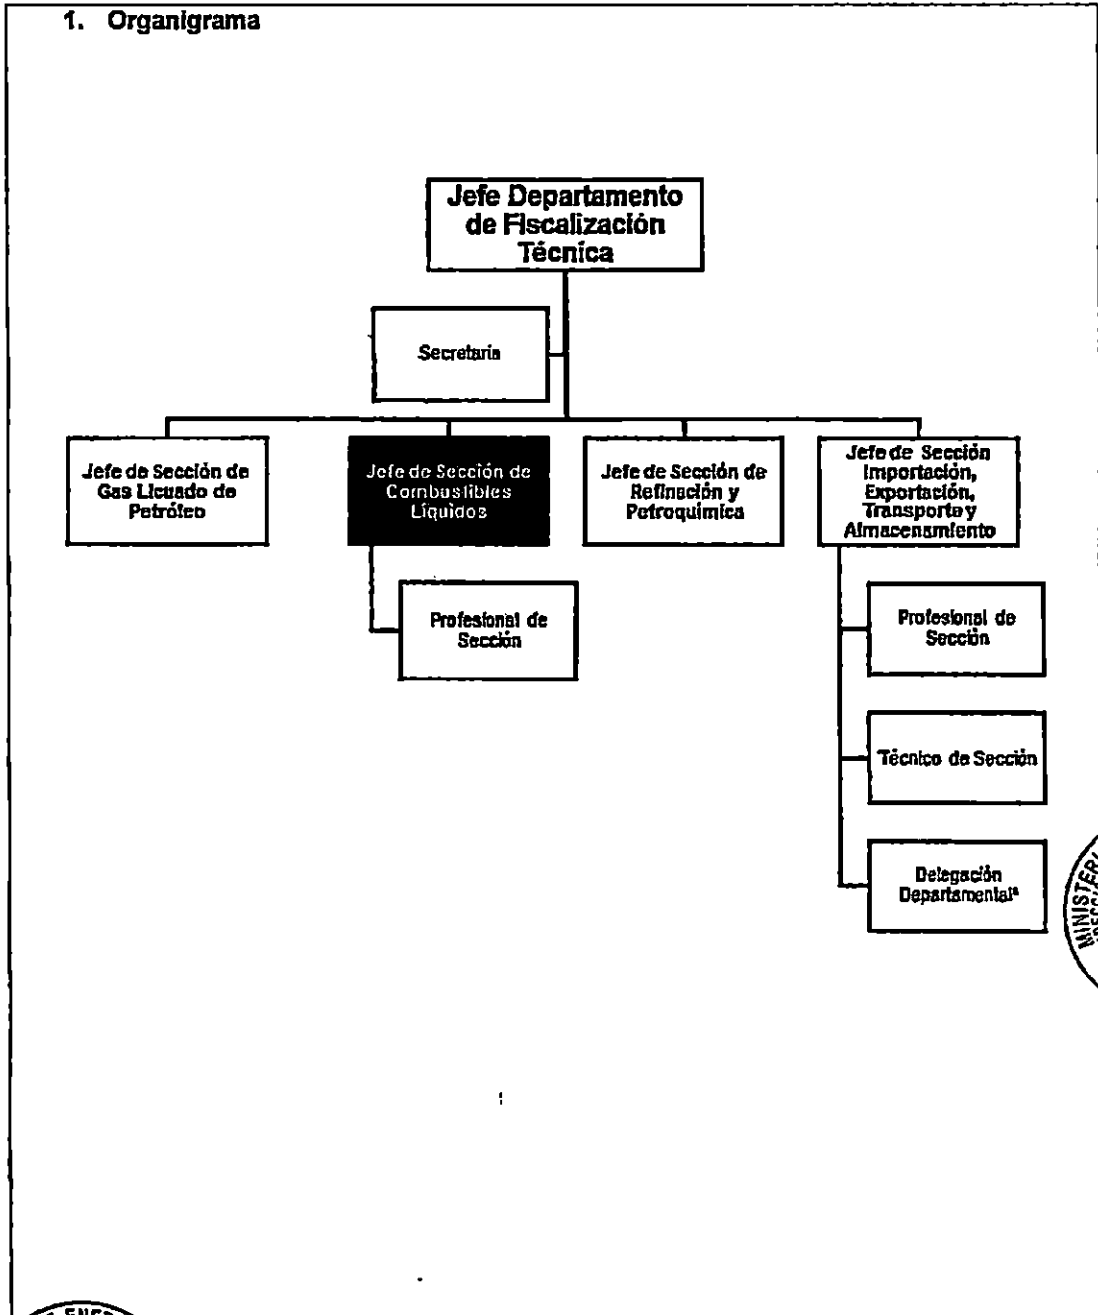 1. Organigrama
Jefe Departamento
de Fiscalización
Técnica
Secretaria
Jefe de Sección de
Gas Licuado de
Petróleo
Jefe de Sección de
Combustibles
Líquidos
Jefe de Sección de
Refinación y
Petroquímica
Jefe de Sección
Importación,
Exportación,
Transporte y
Almacenamiento
Profesional de
Sección
Profesional de
Sección
Técnico de Sección
Delegación
Departamental*